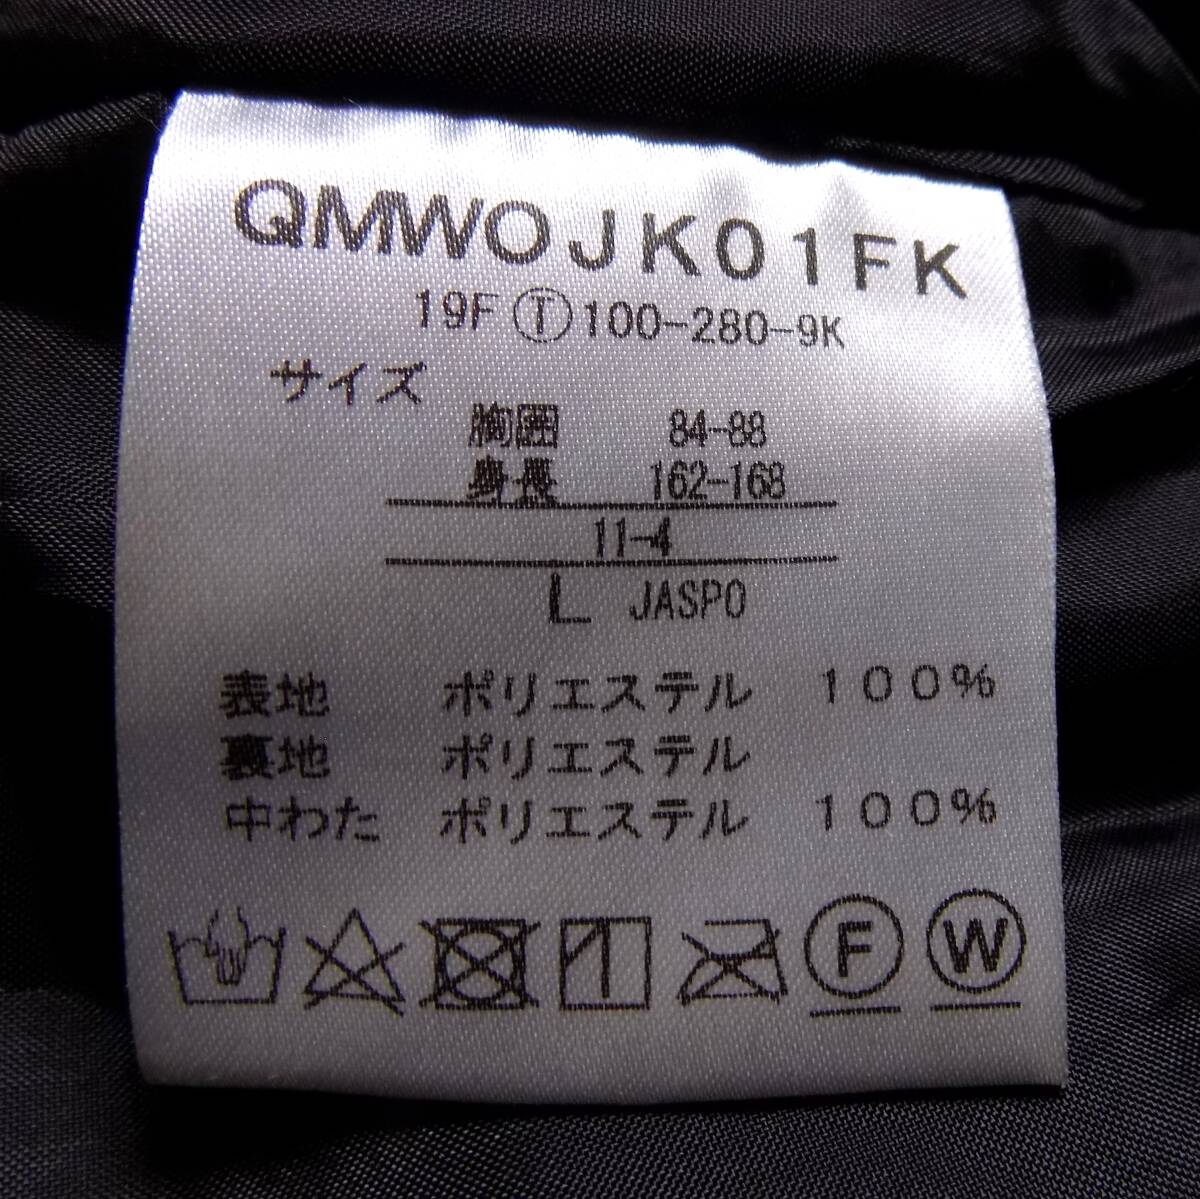 QMWOJK01FK
19F Ⓣ 100-280-9K
サイズ
胸囲 84-88
身長 162-168
11-4
L JASPO
表地 ポリエステル 100%
裏地 ポリエステル
中わた ポリエステル 100%
F W